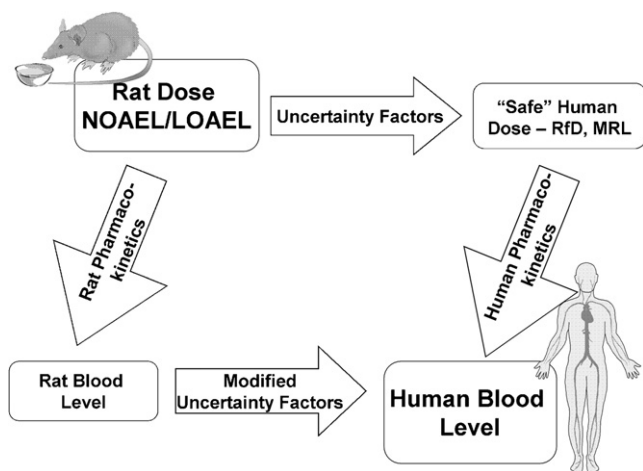 Rat Dose
NOAEL/LOAEL
Uncertainty Factors
“Safe” Human
Dose – RfD, MRL
Rat Pharmaco-
kinetics
Human Pharmaco-
kinetics
Rat Blood
Level
Modified
Uncertainty Factors
Human Blood
Level